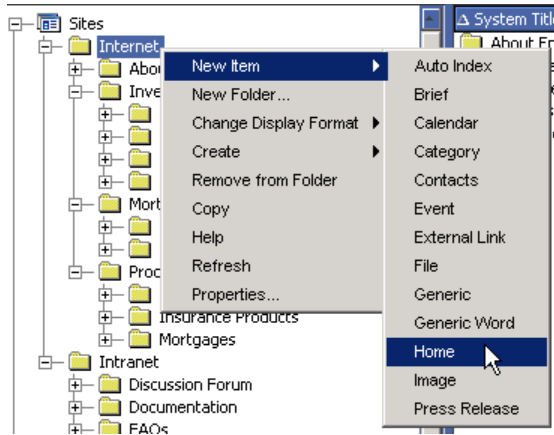 Sites
△ System Title
Internet
About En
Abou
Inve
Mort
Proc
Insurance Products
Mortgages
Intranet
Discussion Forum
Documentation
FAQs
New Item
New Folder...
Change Display Format
Create
Remove from Folder
Copy
Help
Refresh
Properties...
Auto Index
Brief
Calendar
Category
Contacts
Event
External Link
File
Generic
Generic Word
Home
Image
Press Release